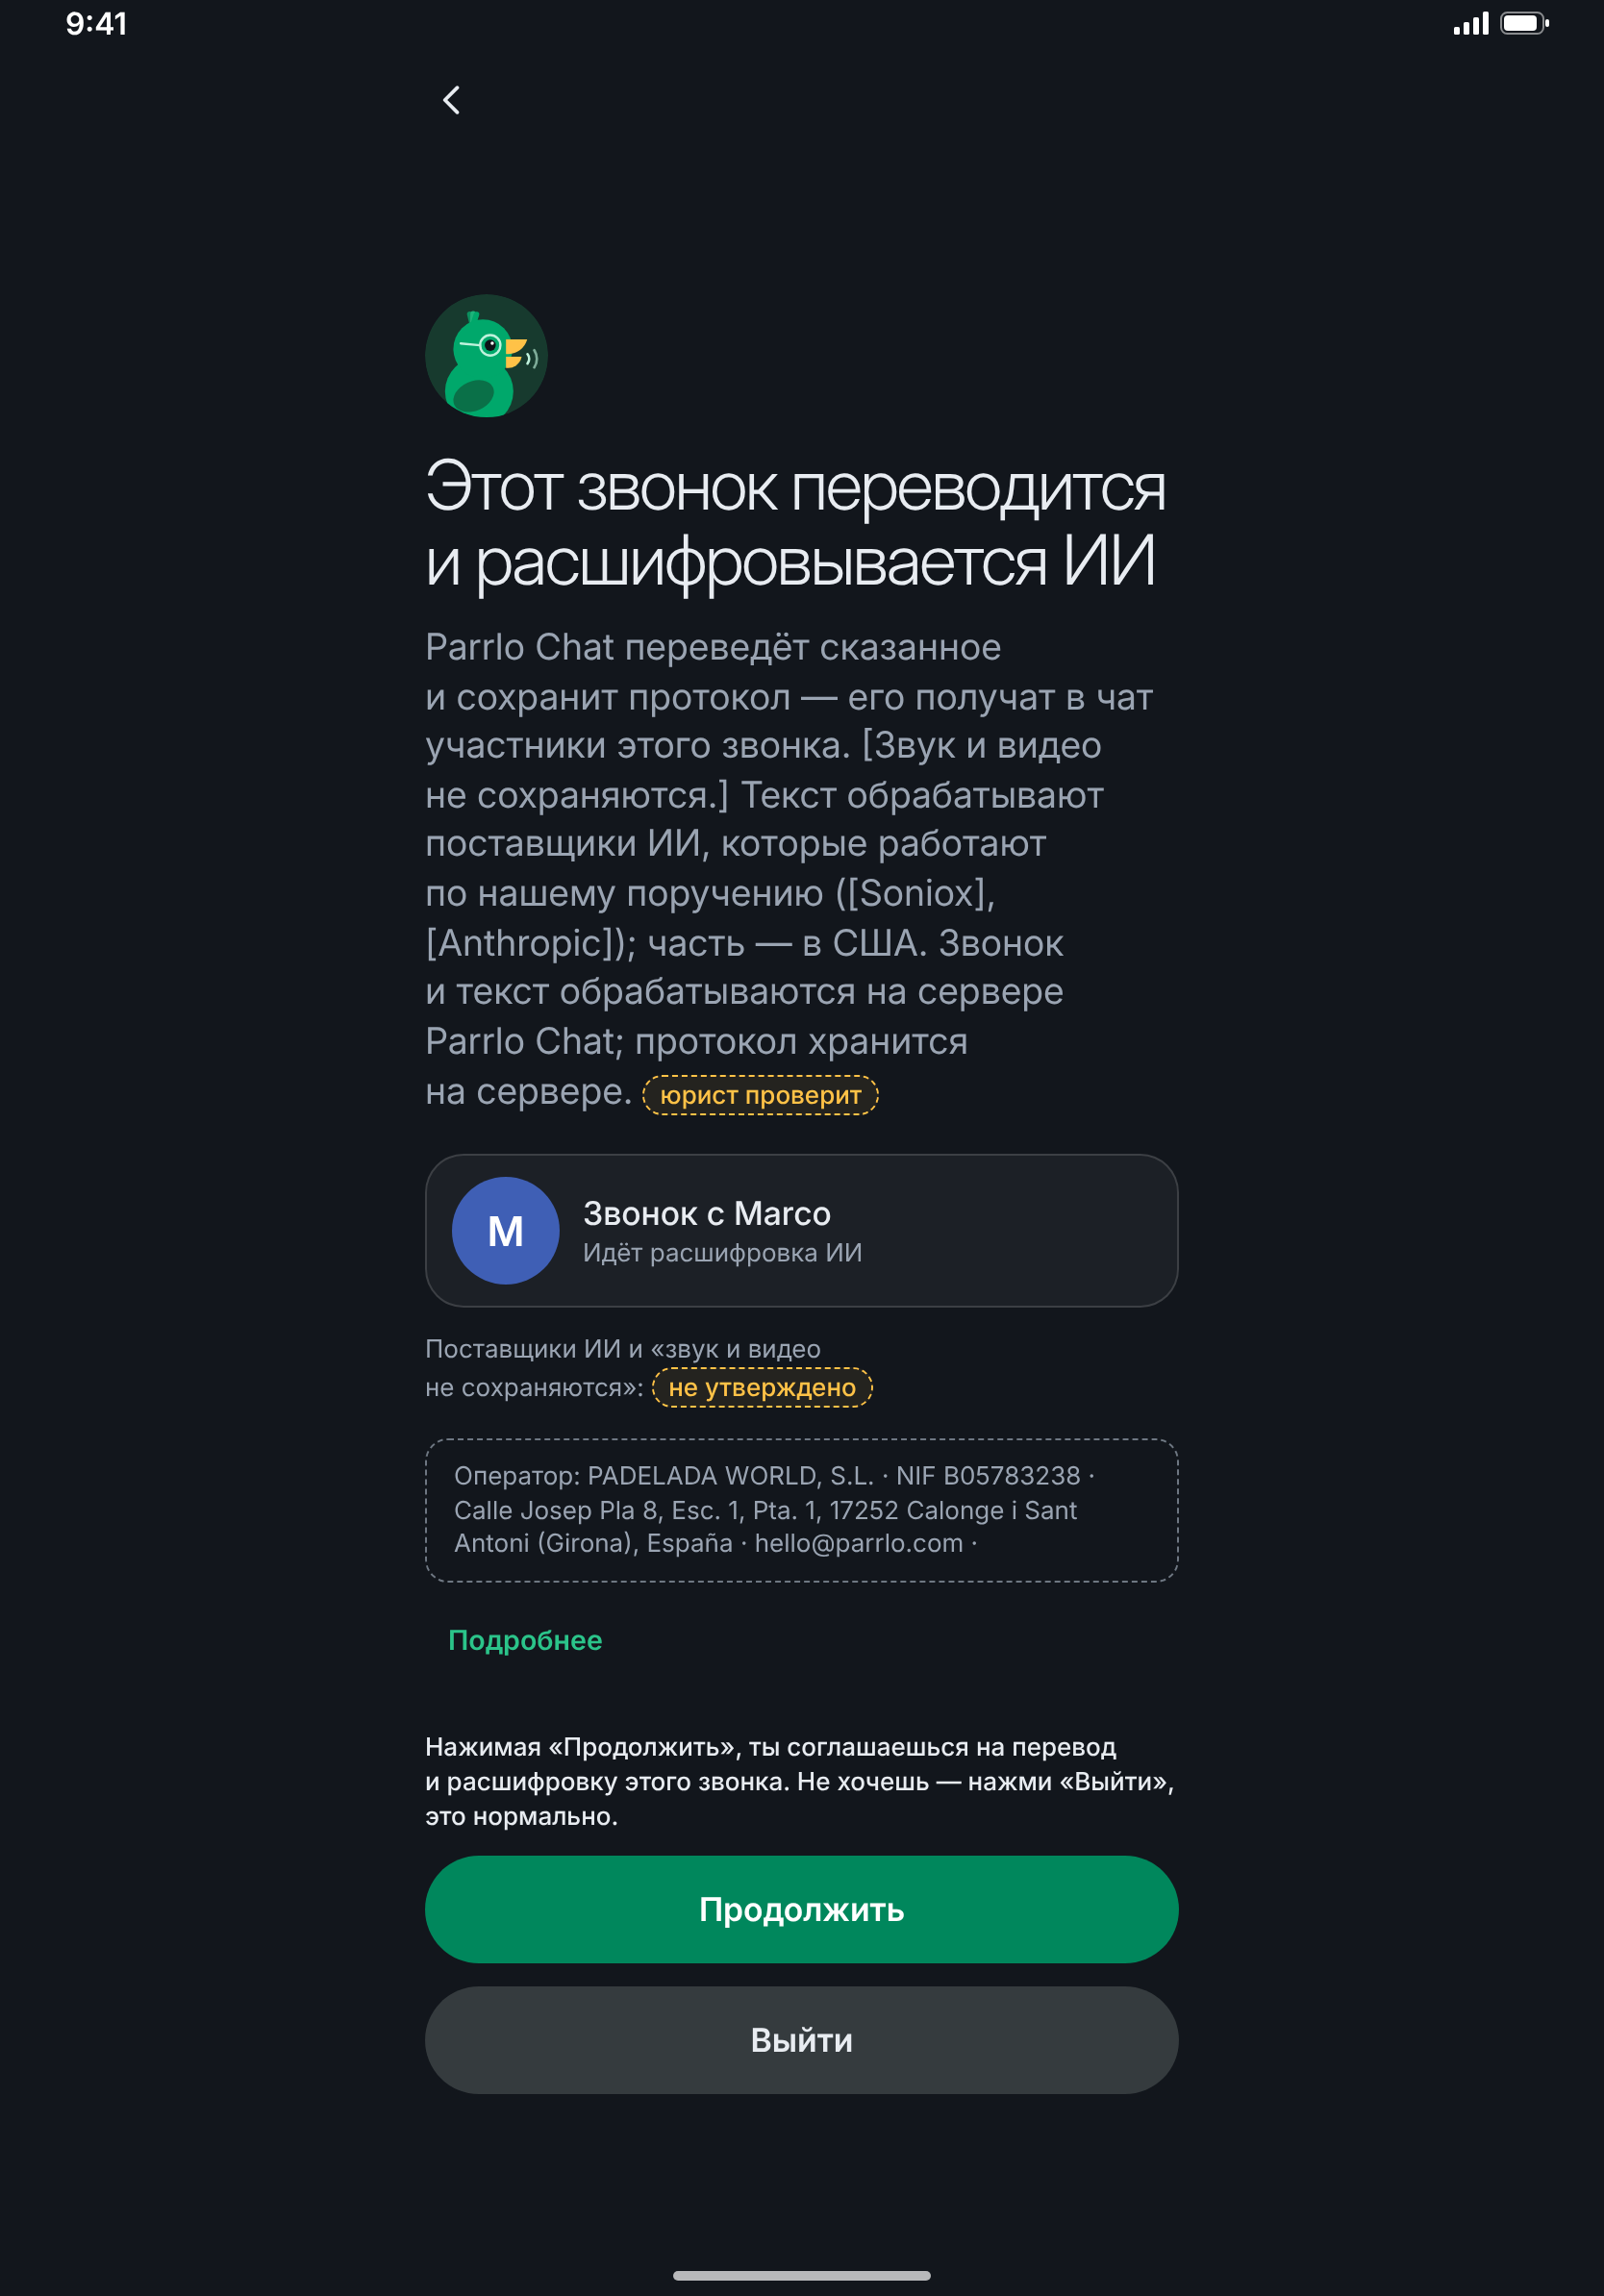 9:41
Этот звонок переводится
и расшифровывается ИИ
Parrlo Chat переведёт сказанное
и сохранит протокол — его получат в чат
участники этого звонка. [Звук и видео
не сохраняются.] Текст обрабатывают
поставщики ИИ, которые работают
по нашему поручению ([Soniox],
[Anthropic]); часть — в США. Звонок
и текст обрабатываются на сервере
Parrlo Chat; протокол хранится
на сервере. юрист проверит
M
Звонок с Marco
Идёт расшифровка ИИ
Поставщики ИИ и «звук и видео
не сохраняются»: не утверждено
Оператор: PADELADA WORLD, S.L. · NIF B05783238 ·
Calle Josep Pla 8, Esc. 1, Pta. 1, 17252 Calonge i Sant
Antoni (Girona), España · hello@parrlo.com ·
Подробнее
Нажимая «Продолжить», ты соглашаешься на перевод
и расшифровку этого звонка. Не хочешь — нажми «Выйти»,
это нормально.
Продолжить
Выйти